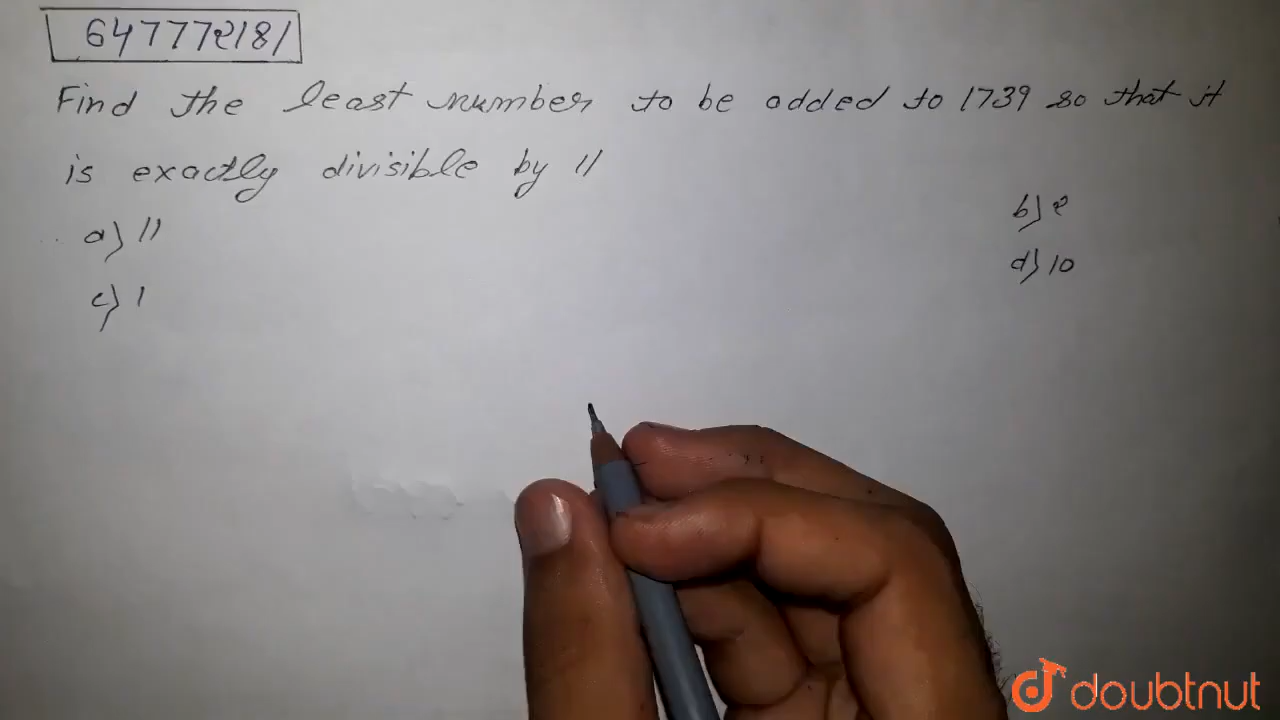 647772181
Find the least number to be added to 1739 so that it
is exactly divisible by 11
a) 11
b) 2
c) 1
d) 10
doubtnut